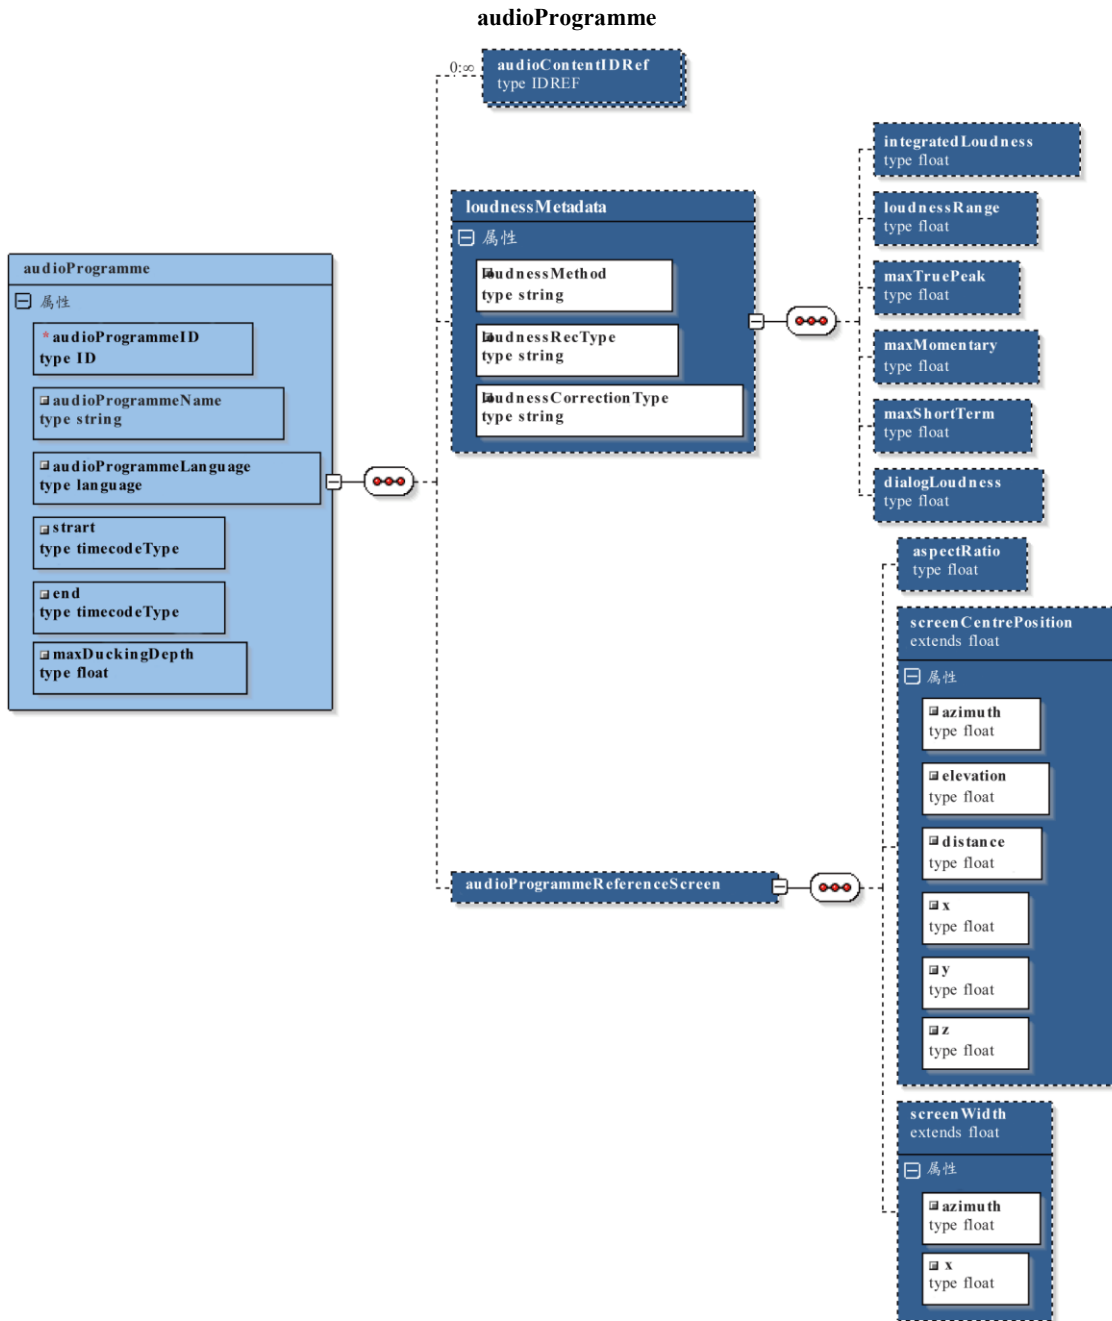 audioProgramme
0:∞
audioContentIDRef
type IDREF
integratedLoudness
type float
loudnessRange
type float
maxTruePeak
type float
maxMomentary
type float
maxShortTerm
type float
dialogLoudness
type float
loudnessMetadata
属性
loudnessMethod
type string
loudnessRecType
type string
loudnessCorrectionType
type string
audioProgramme
属性
*audioProgrammeID
type ID
audioProgrammeName
type string
audioProgrammeLanguage
type language
strart
type timecodeType
end
type timecodeType
maxDuckingDepth
type float
audioProgrammeReferenceScreen
aspectRatio
type float
screenCentrePosition
extends float
属性
azimuth
type float
elevation
type float
distance
type float
x
type float
y
type float
z
type float
screenWidth
extends float
属性
azimuth
type float
x
type float